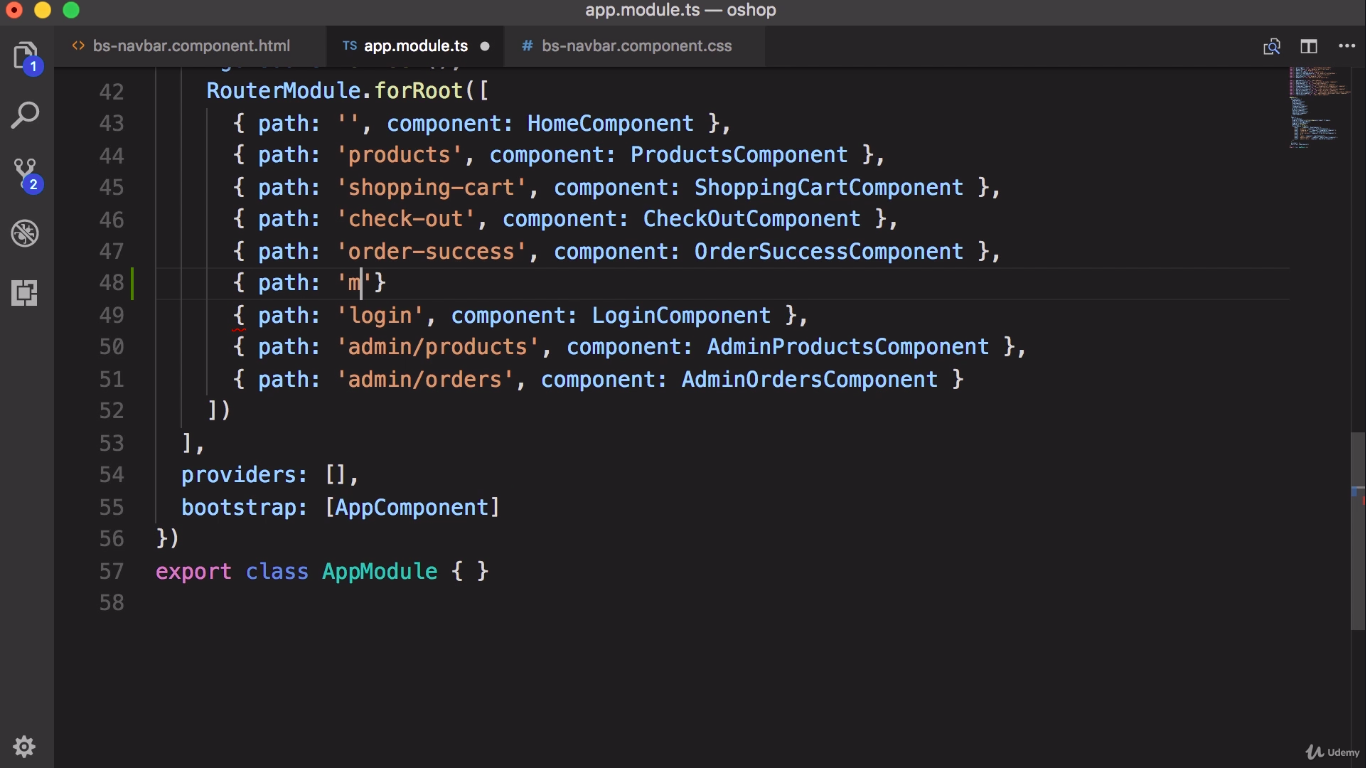 app.module.ts — oshop
<> bs-navbar.component.html
TS app.module.ts ●
# bs-navbar.component.css
1
2
42 RouterModule.forRoot([
43 { path: '', component: HomeComponent },
44 { path: 'products', component: ProductsComponent },
45 { path: 'shopping-cart', component: ShoppingCartComponent },
46 { path: 'check-out', component: CheckOutComponent },
47 { path: 'order-success', component: OrderSuccessComponent },
48 { path: 'm'}
49 { path: 'login', component: LoginComponent },
50 { path: 'admin/products', component: AdminProductsComponent },
51 { path: 'admin/orders', component: AdminOrdersComponent }
52 ])
53 ],
54 providers: [],
55 bootstrap: [AppComponent]
56 })
57 export class AppModule { }
58
Udemy